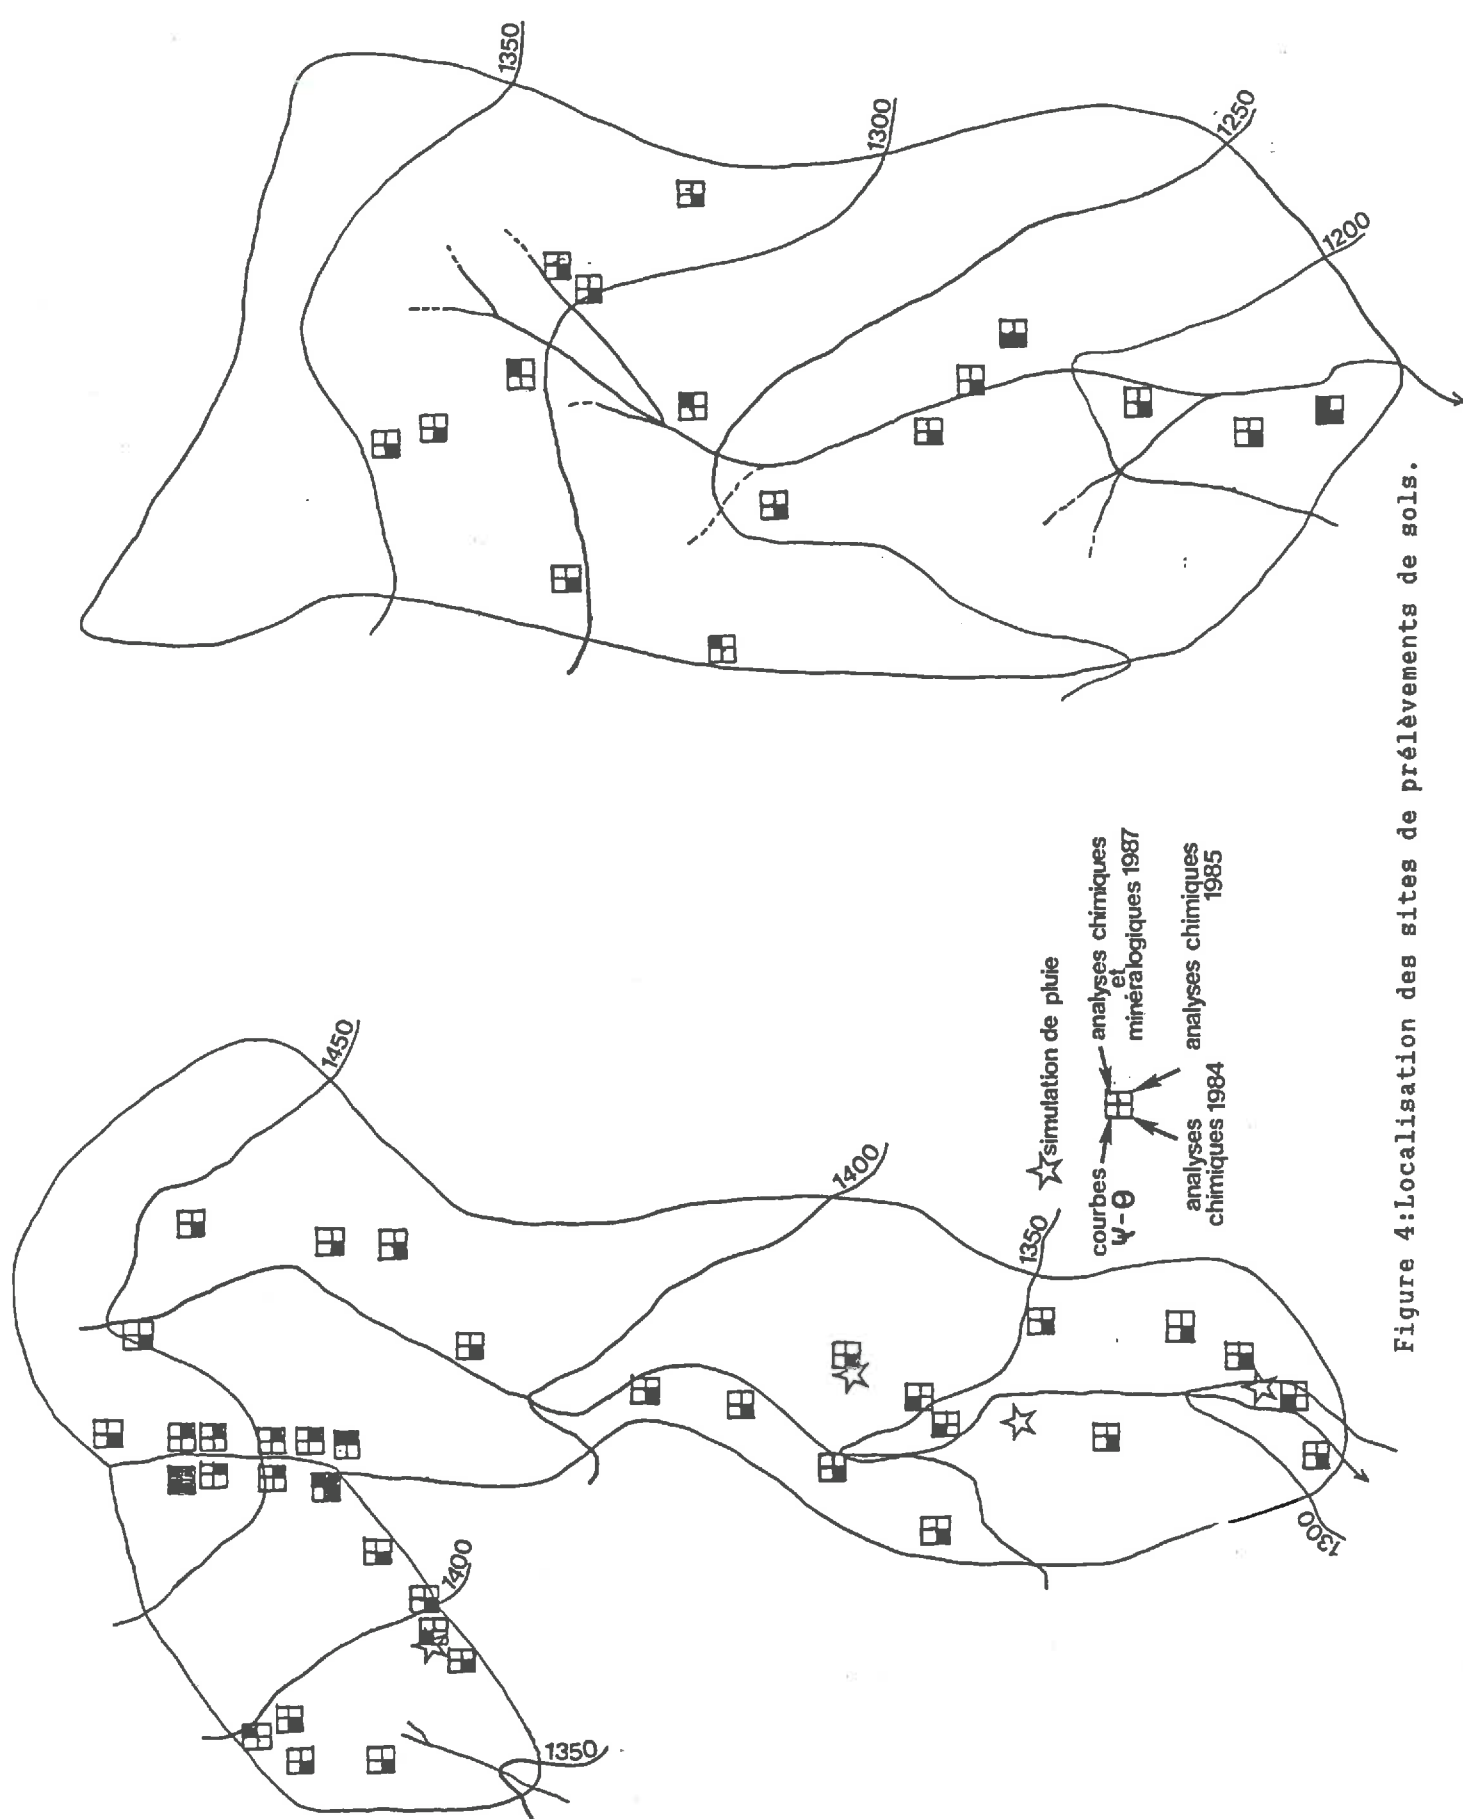 1350
1300
1250
1200
1450
1400
1350
1400
1350
1300
simulation de pluie
courbes
Ψ-θ
analyses chimiques
et
minéralogiques 1987
analyses
chimiques 1984
analyses chimiques
1985
Figure 4:Localisation des sites de prélèvements de sols.